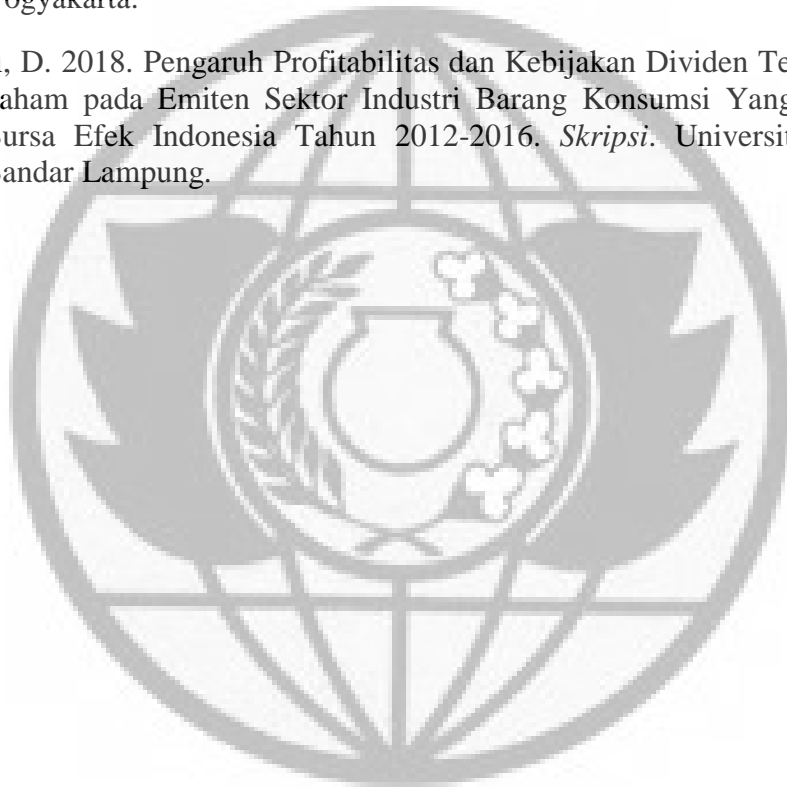 ogyakarta.
, D. 2018. Pengaruh Profitabilitas dan Kebijakan Dividen Te
aham pada Emiten Sektor Industri Barang Konsumsi Yang
ursa Efek Indonesia Tahun 2012-2016. Skripsi. Universit
andar Lampung.